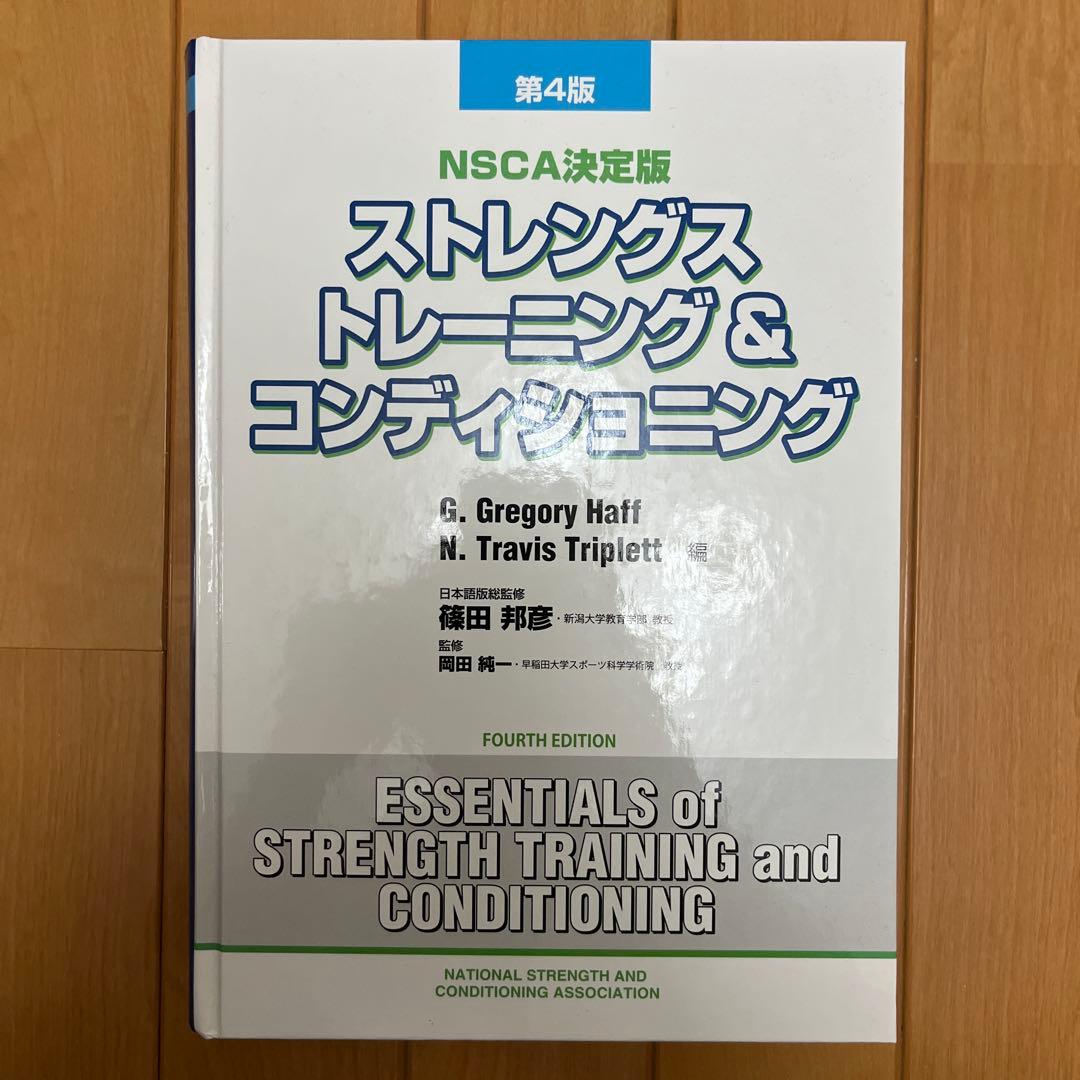 第4版
NSCA決定版
ストレングス
トレーニング &
コンディショニング
G. Gregory Haff
N. Travis Triplett 編
日本語版総監修
篠田 邦彦・新潟大学教育学部 教授
監修
岡田 純一・早稲田大学スポーツ科学学術院 教授
FOURTH EDITION
ESSENTIALS of
STRENGTH TRAINING and
CONDITIONING
NATIONAL STRENGTH AND
CONDITIONING ASSOCIATION